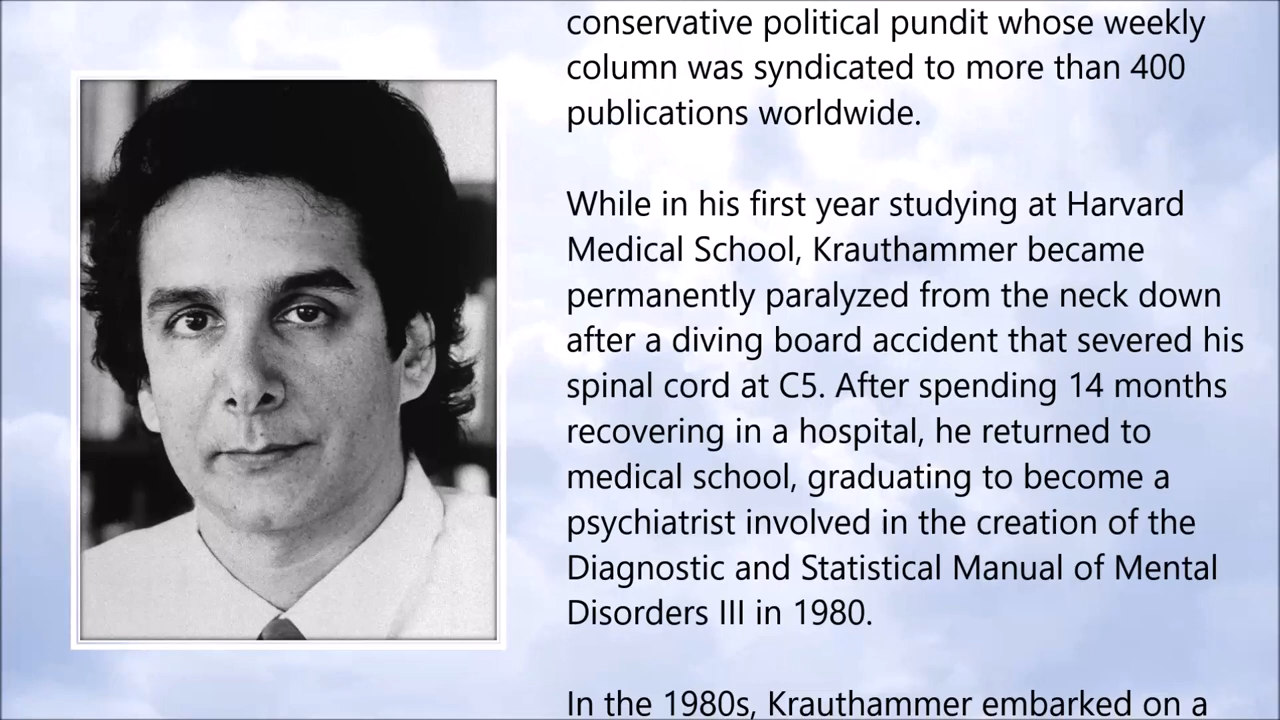 conservative political pundit whose weekly
column was syndicated to more than 400
publications worldwide.
While in his first year studying at Harvard
Medical School, Krauthammer became
permanently paralyzed from the neck down
after a diving board accident that severed his
spinal cord at C5. After spending 14 months
recovering in a hospital, he returned to
medical school, graduating to become a
psychiatrist involved in the creation of the
Diagnostic and Statistical Manual of Mental
Disorders III in 1980.
In the 1980s, Krauthammer embarked on a